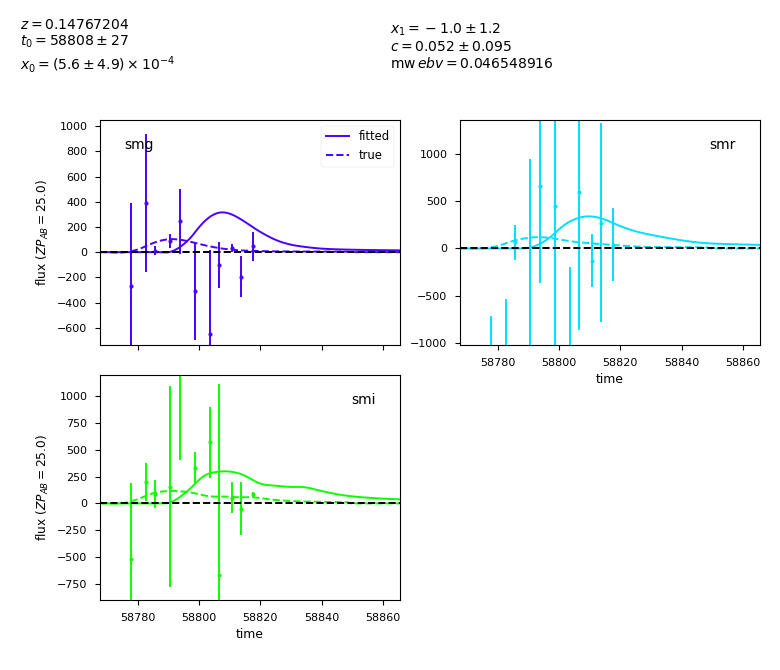 z = 0.14767204
t₀ = 58808 ± 27
x₀ = (5.6 ± 4.9) × 10⁻⁴
x₁ = −1.0 ± 1.2
c = 0.052 ± 0.095
mw ebv = 0.046548916
smg
fitted
true
1000
800
600
400
200
0
−200
−400
−600
flux (ZP_AB = 25.0)
smr
1000
500
0
−500
−1000
58780 58800 58820 58840 58860
time
smi
1000
750
500
250
0
−250
−500
−750
flux (ZP_AB = 25.0)
58780 58800 58820 58840 58860
time